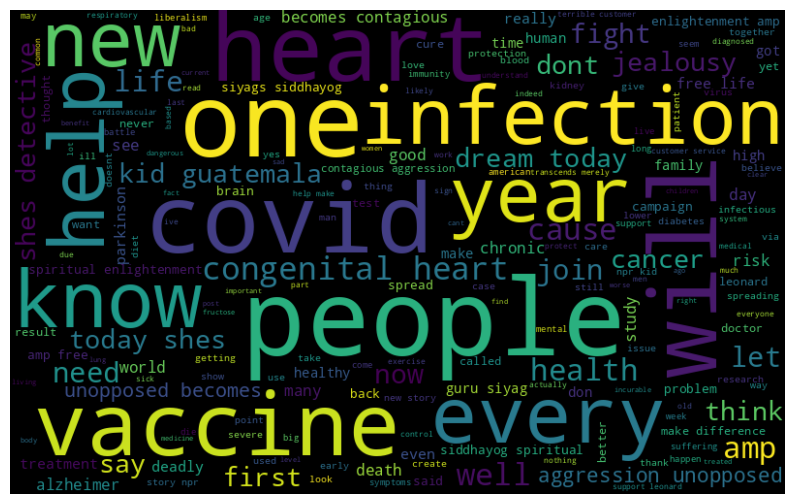 may
respiratory
liberalism
bad
age
becomes contagious
cure
love
immunity
really
human
time
protection
blood
terrible customer
fight
dont
seem
enlightenment amp
together
diagnosed
got
yet
new
heart
common
thought
shes detective
help
life
cardiovascular
read
current
last
battle
based
siyags siddhayog
never
see
one
infection
likely
understand
indeed
kidney
give
jealousy
free life
virus
live
patient
benefit
lot
ill
doesnt
dangerous
yes
sad
women
work
contagious aggression
good
dream today
long
customer service
family
high
believe
clear
kid guatemala
want
parkinson
due
diet
brain
fact
ive
help make
thing
man
sign
test
cant
covid
year
american
transcends merely
cause
lower
protect
support
care
diabetes
campaign
children
day
infectious
system
via
medical
will
spiritual enlightenment
chronic
make
congenital heart
join
npr kid
ago
cancer
risk
much
leonard
spreading
know
post
important
fructose
part
spread
case
still
worse
men
right
everyone
people
find
mental
study
doctor
result
today shes
called
issue
let
amp free
lung
getting
take
come
exercise
need
world
show
healthy
use
now
health
research
way
living
sick
unopposed becomes
many
back
guru siyag
don
actually
incurable
problem
old
week
think
make difference
vaccine
die
point
new story
every
siddhayog spiritual
better
suffering
body
medicine
severe
big
control
even
nothing
thank
happen
treated
say
treatment
deadly
used
level
early
death
create
well
aggression unopposed
amp
alzheimer
story npr
first
look
symptoms
said
support leonard